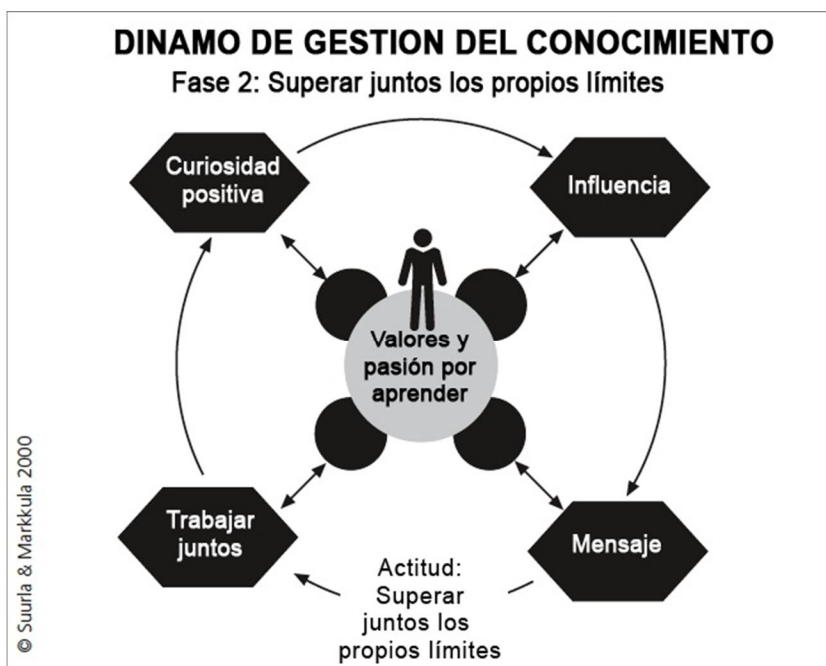 DINAMO DE GESTION DEL CONOCIMIENTO
Fase 2: Superar juntos los propios límites
Curiosidad
positiva
Influencia
Valores y
pasión por
aprender
Trabajar
juntos
Mensaje
Actitud:
Superar
juntos los
propios límites
© Suurla & Markkula 2000